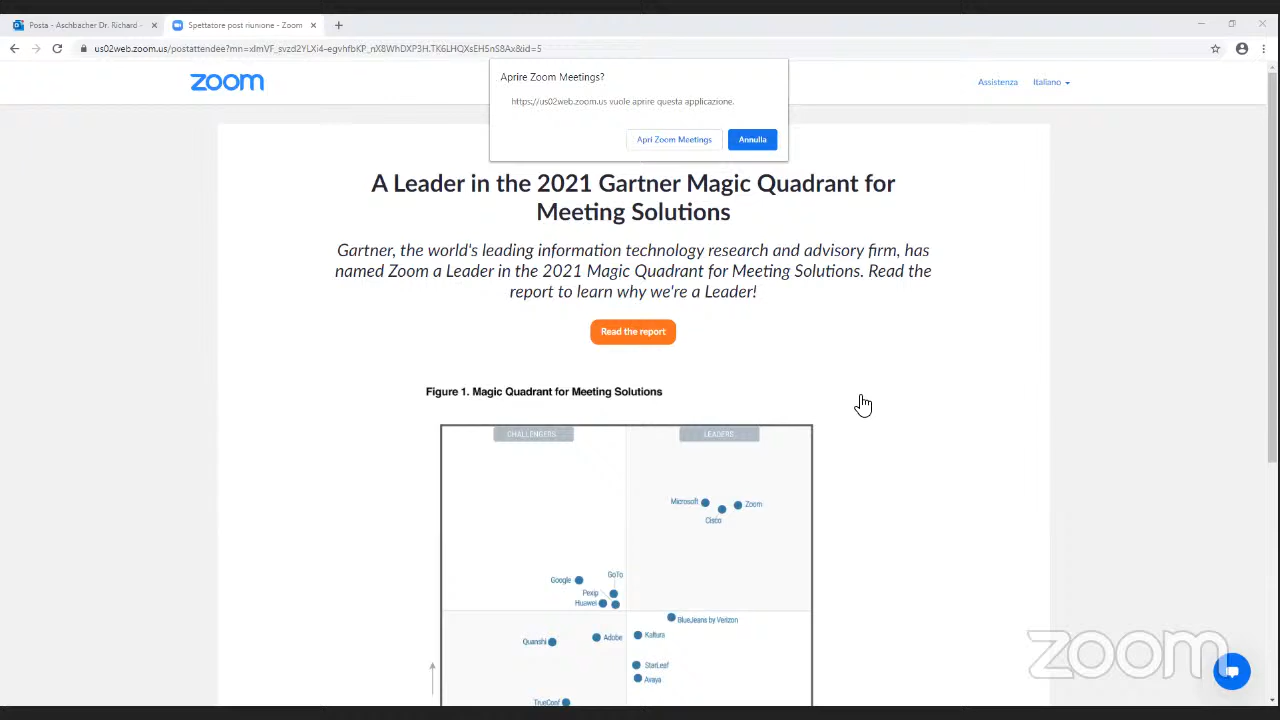 Posta - Aschbacher Dr. Richard -
Spettatore post riunione - Zoom
us02web.zoom.us/postattendee?mn=xlmVF_svzd2YLXi4-egvhfbKP_nX8WhDXP3H.TK6LHQXsEH5nS8Ax&id=5
zoom
Assistenza
Italiano
Aprire Zoom Meetings?
https://us02web.zoom.us vuole aprire questa applicazione.
Apri Zoom Meetings
Annulla
A Leader in the 2021 Gartner Magic Quadrant for
Meeting Solutions
Gartner, the world's leading information technology research and advisory firm, has
named Zoom a Leader in the 2021 Magic Quadrant for Meeting Solutions. Read the
report to learn why we're a Leader!
Read the report
Figure 1. Magic Quadrant for Meeting Solutions
CHALLENGERS
LEADERS
Microsoft
Zoom
Cisco
GoTo
Google
Pexip
Huawei
BlueJeans by Verizon
Quanshi
Adobe
Kaltura
StarLeaf
Avaya
TrueConf
zoom